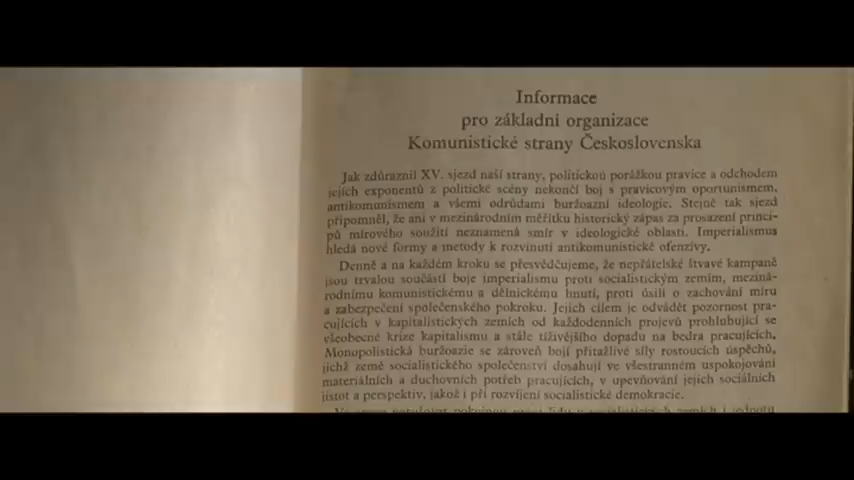 Informace
pro základní organizace
Komunistické strany Československa
Jak zdůraznil XV. sjezd naší strany, politickou porážkou pravice a odchodem
jejích exponentů z politické scény nekončí boj s pravicovým oportunismem,
antikomunismem a všemi odrůdami buržoazní ideologie. Stejně tak sjezd
připomněl, že ani v mezinárodním měřítku historický zápas za prosazení princi-
pů mírového soužití neznamená smír v ideologické oblasti. Imperialismus
hledá nové formy a metody k rozvinutí antikomunistické ofenzívy.
Denně a na každém kroku se přesvědčujeme, že nepřátelské štvavé kampaně
jsou trvalou součástí boje imperialismu proti socialistickým zemím, meziná-
rodnímu komunistickému a dělnickému hnutí, proti úsilí o zachování míru
a zabezpečení společenského pokroku. Jejich cílem je odvádět pozornost pra-
cujících v kapitalistických zemích od každodenních projevů prohlubující se
všeobecné krize kapitalismu a stále tíživějšího dopadu na bedra pracujících.
Monopolistická buržoazie se zároveň bojí přitažlivé síly rostoucích úspěchů,
jichž země socialistického společenství dosahují ve všestranném uspokojování
materiálních a duchovních potřeb pracujících, v upevňování jejich sociálních
jistot a perspektiv, jakož i při rozvíjení socialistické demokracie.